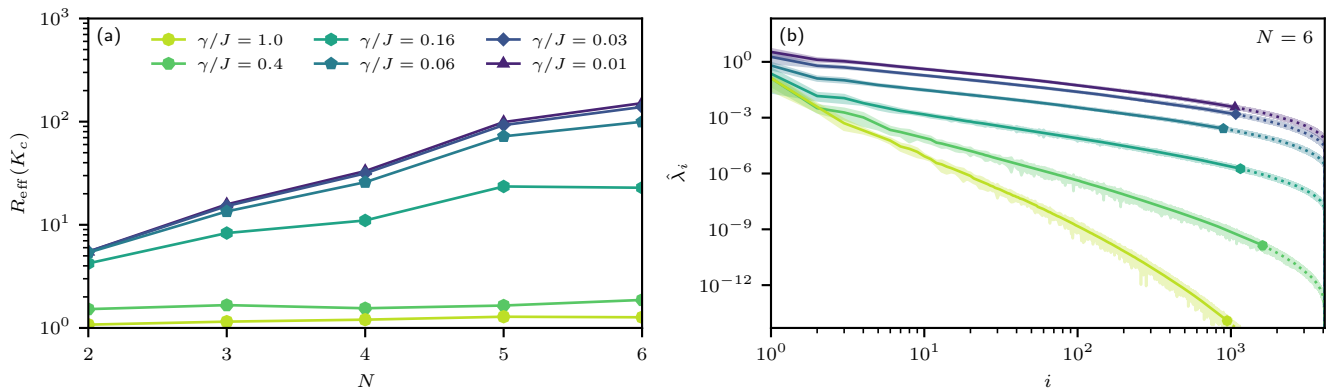 (a)
γ/J = 1.0
γ/J = 0.4
γ/J = 0.16
γ/J = 0.06
γ/J = 0.03
γ/J = 0.01
R_eff (K_c)
10^3
10^2
10^1
10^0
2 3 4 5 6
N
(b)
N = 6
λ̂_i
10^0
10^−3
10^−6
10^−9
10^−12
10^0 10^1 10^2 10^3
i